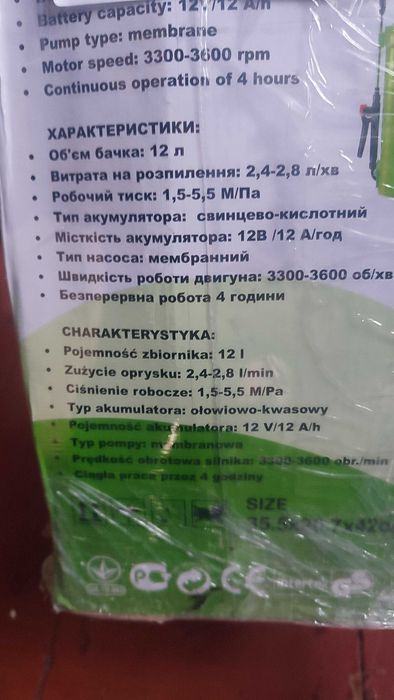 Battery capacity: 12V/12 A/h
Pump type: membrane
Motor speed: 3300-3600 rpm
Continuous operation of 4 hours
ХАРАКТЕРИСТИКИ:
Об'єм бачка: 12 л
Витрата на розпилення: 2,4-2,8 л/хв
Робочий тиск: 1,5-5,5 М/Па
Тип акумулятора: свинцево-кислотний
Місткість акумулятора: 12В /12 А/год
Тип насоса: мембранний
Швидкість роботи двигуна: 3300-3600 об/хв
Безперервна робота 4 години
CHARAKTERYSTYKA:
Pojemność zbiornika: 12 l
Zużycie oprysku: 2,4-2,8 l/min
Ciśnienie robocze: 1,5-5,5 M/Pa
Typ akumulatora: ołowiowo-kwasowy
Pojemność akumulatora: 12 V/12 A/h
Typ pompy: membranowa
Prędkość obrotowa silnika: 3300-3600 obr./min
Ciągła praca przez 4 godziny
SIZE
CE
GS